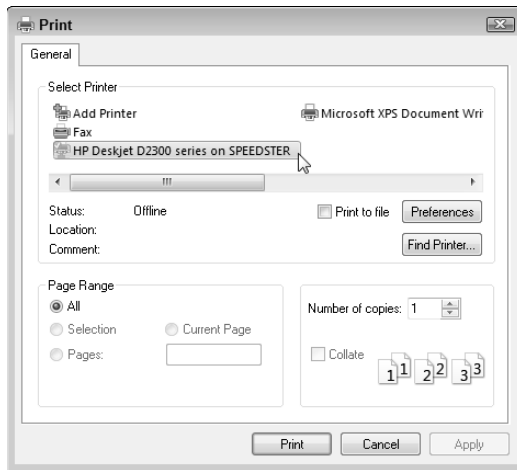 Print
General
Select Printer
Add Printer
Microsoft XPS Document Wri
Fax
HP Deskjet D2300 series on SPEEDSTER
Status: Offline
Print to file
Preferences
Location:
Comment:
Find Printer...
Page Range
All
Selection
Current Page
Pages:
Number of copies: 1
Collate
1 1 2 2 3 3
Print
Cancel
Apply